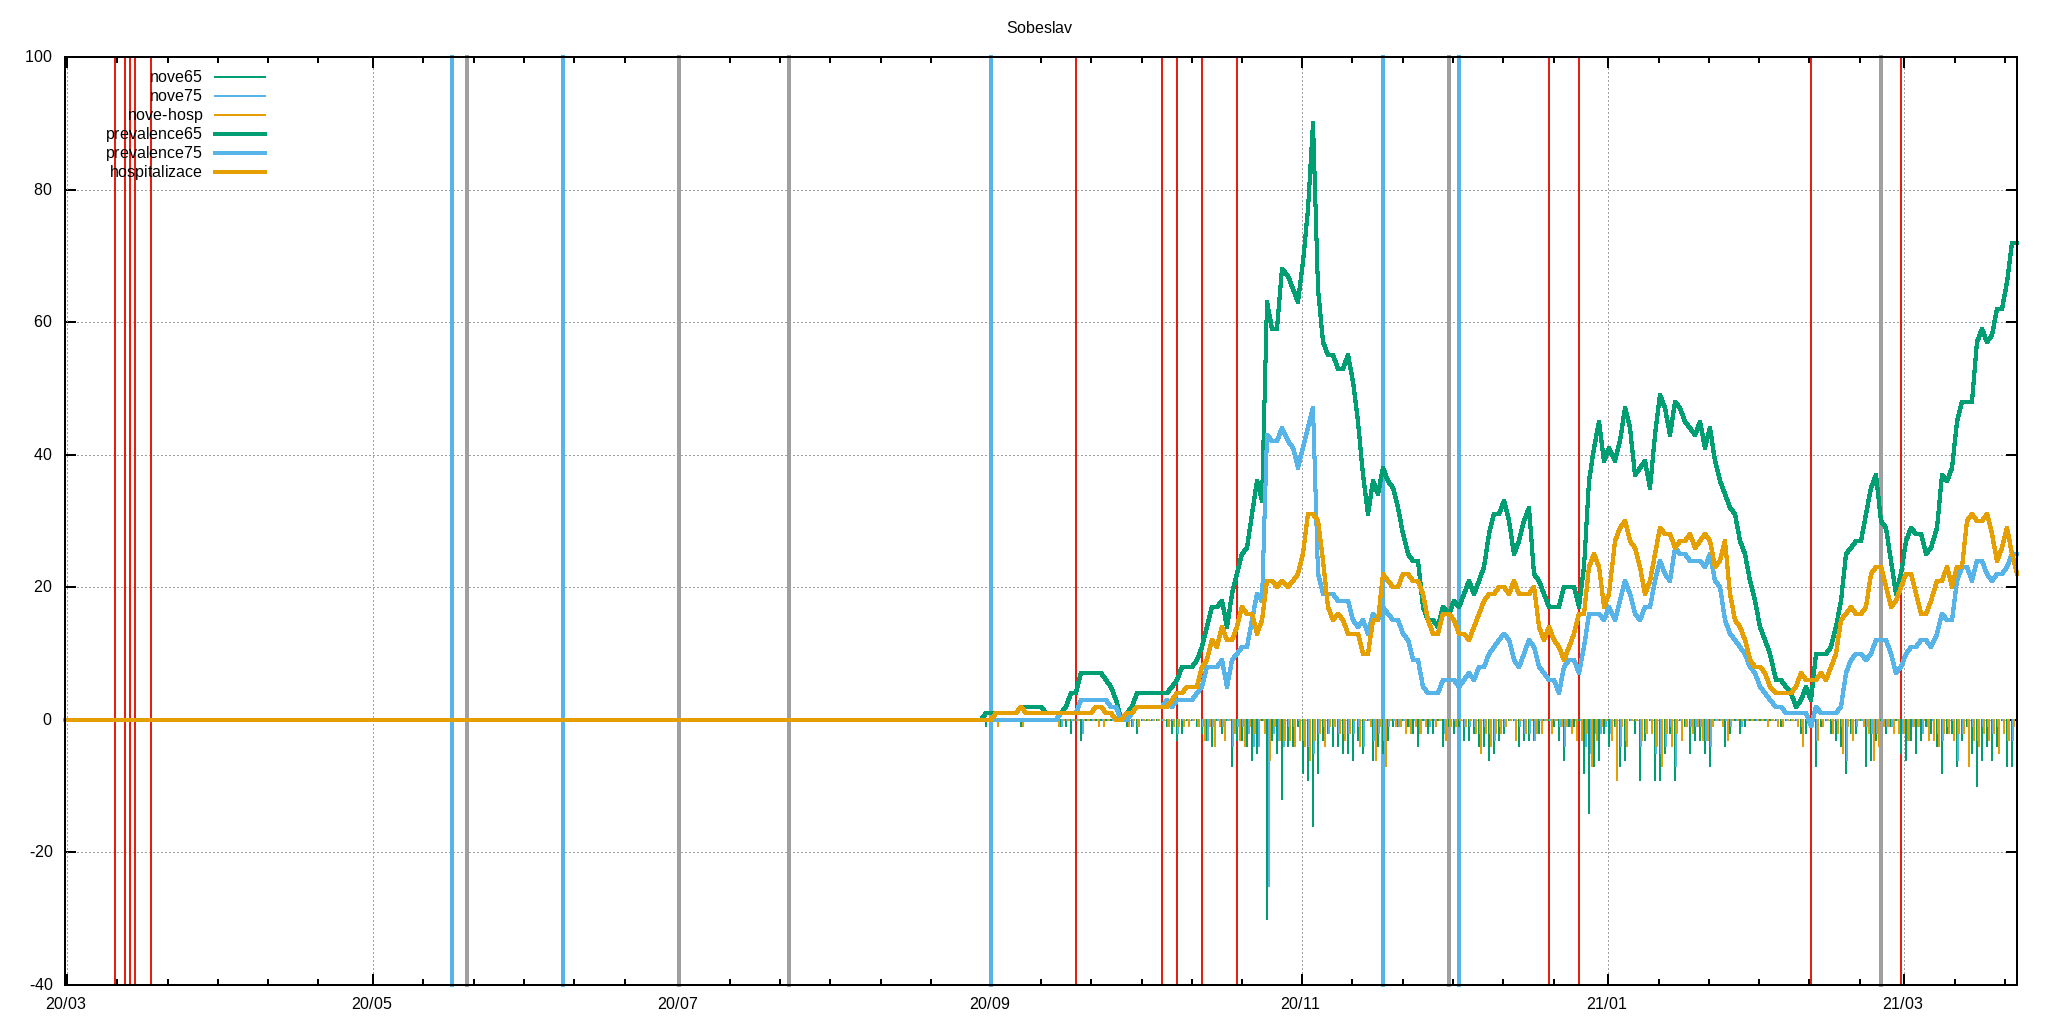 Sobeslav
100
80
60
40
20
0
-20
-40
nove65
nove75
nove-hosp
prevalence65
prevalence75
hospitalizace
20/03 20/05 20/07 20/09 20/11 21/01 21/03